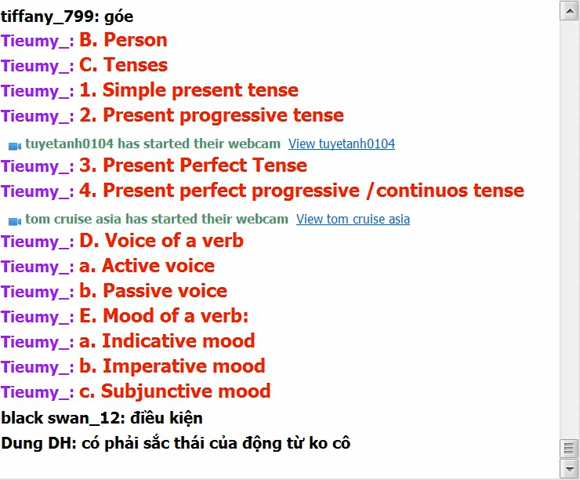 tiffany_799: góe
Tieumy_: B. Person
Tieumy_: C. Tenses
Tieumy_: 1. Simple present tense
Tieumy_: 2. Present progressive tense
tuyetanh0104 has started their webcam View tuyetanh0104
Tieumy_: 3. Present Perfect Tense
Tieumy_: 4. Present perfect progressive /continuos tense
tom cruise asia has started their webcam View tom cruise asia
Tieumy_: D. Voice of a verb
Tieumy_: a. Active voice
Tieumy_: b. Passive voice
Tieumy_: E. Mood of a verb:
Tieumy_: a. Indicative mood
Tieumy_: b. Imperative mood
Tieumy_: c. Subjunctive mood
black swan_12: điều kiện
Dung DH: có phải sắc thái của động từ ko cô